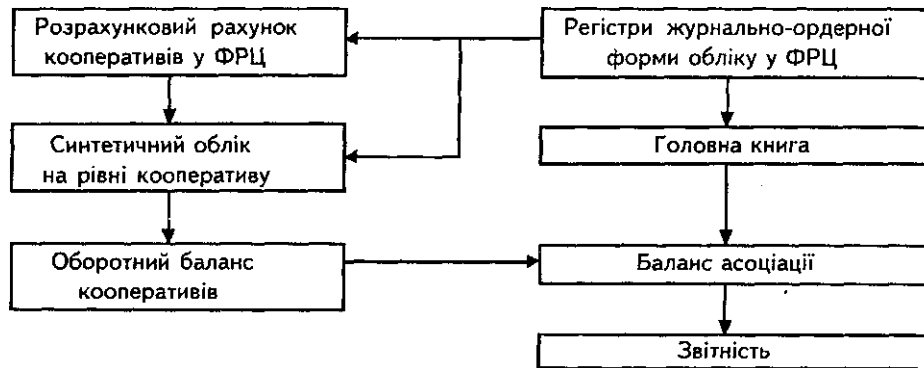 Розрахунковий рахунок
кооперативів у ФРЦ
Регістри журнально-ордерної
форми обліку у ФРЦ
Синтетичний облік
на рівні кооперативу
Головна книга
Оборотний баланс
кооперативів
Баланс асоціації
Звітність